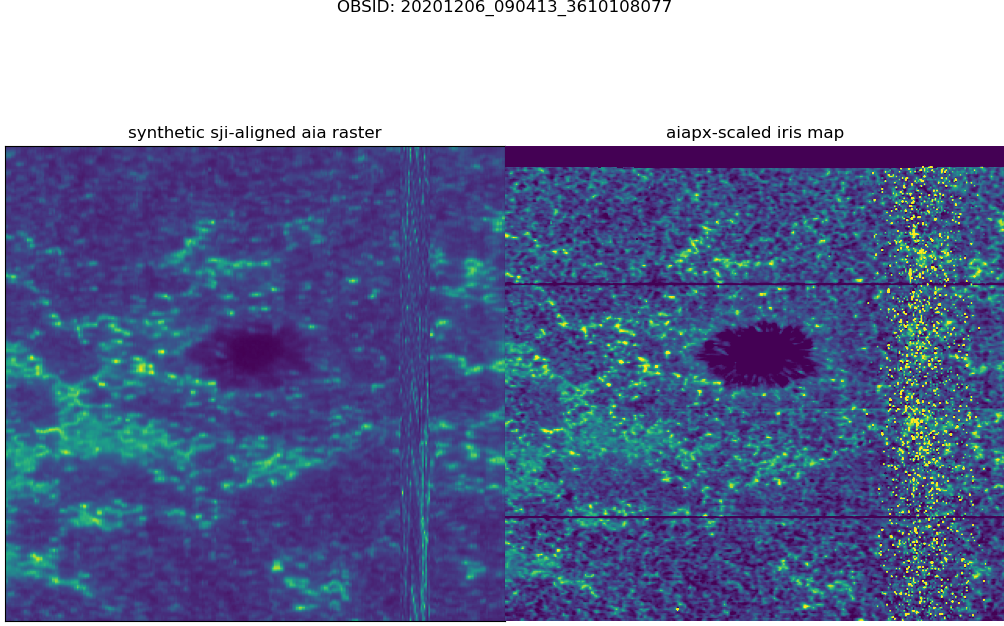 OBSID: 20201206_090413_3610108077
synthetic sji-aligned aia raster
aiapx-scaled iris map